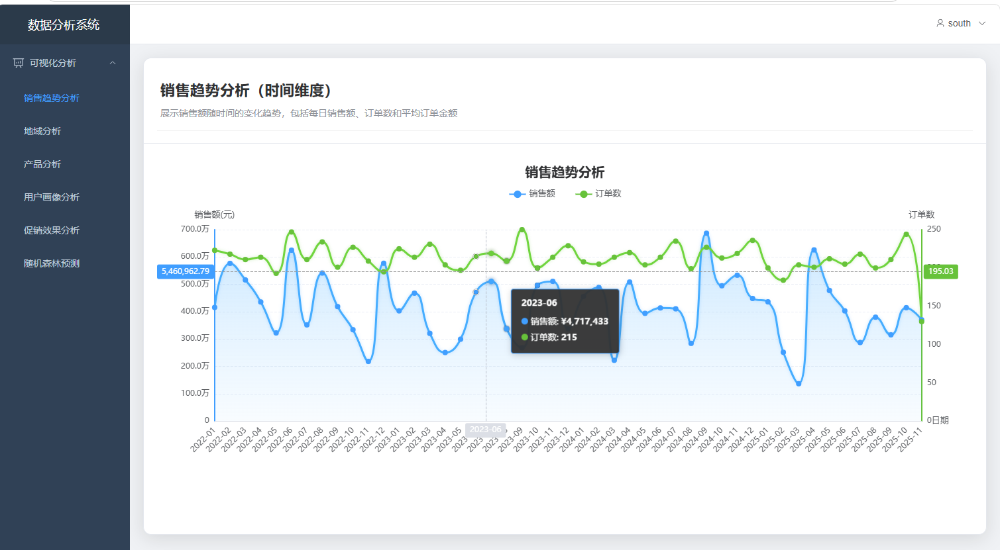 数据分析系统
south
可视化分析
销售趋势分析
地域分析
产品分析
用户画像分析
促销效果分析
随机森林预测
销售趋势分析（时间维度）
展示销售额随时间的变化趋势，包括每日销售额、订单数和平均订单金额
销售趋势分析
销售额 订单数
销售额(元)
订单数
700.0万
600.0万
5,460,962.79
500.0万
400.0万
300.0万
200.0万
100.0万
0
250
195.03
150
100
50
0日期
2023-06
销售额: ¥4,717,433
订单数: 215
2022-01
2022-02
2022-03
2022-04
2022-05
2022-06
2022-07
2022-08
2022-09
2022-10
2022-11
2022-12
2023-01
2023-02
2023-03
2023-04
2023-05
2023-06
2023-09
2023-10
2023-11
2023-12
2024-01
2024-02
2024-03
2024-04
2024-05
2024-06
2024-07
2024-08
2024-09
2024-10
2024-11
2024-12
2025-01
2025-02
2025-03
2025-04
2025-05
2025-06
2025-07
2025-08
2025-09
2025-10
2025-11